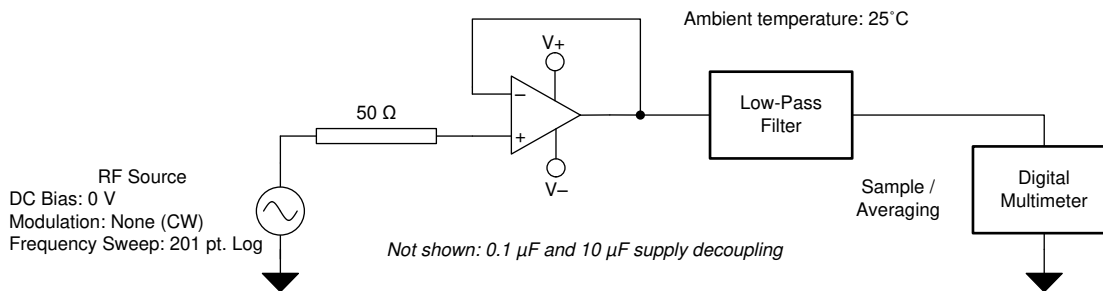 Ambient temperature: 25˚C
V+
–
50 Ω
+
Low-Pass
Filter
V–
RF Source
DC Bias: 0 V
Modulation: None (CW)
Frequency Sweep: 201 pt. Log
Sample /
Averaging
Digital
Multimeter
Not shown: 0.1 µF and 10 µF supply decoupling